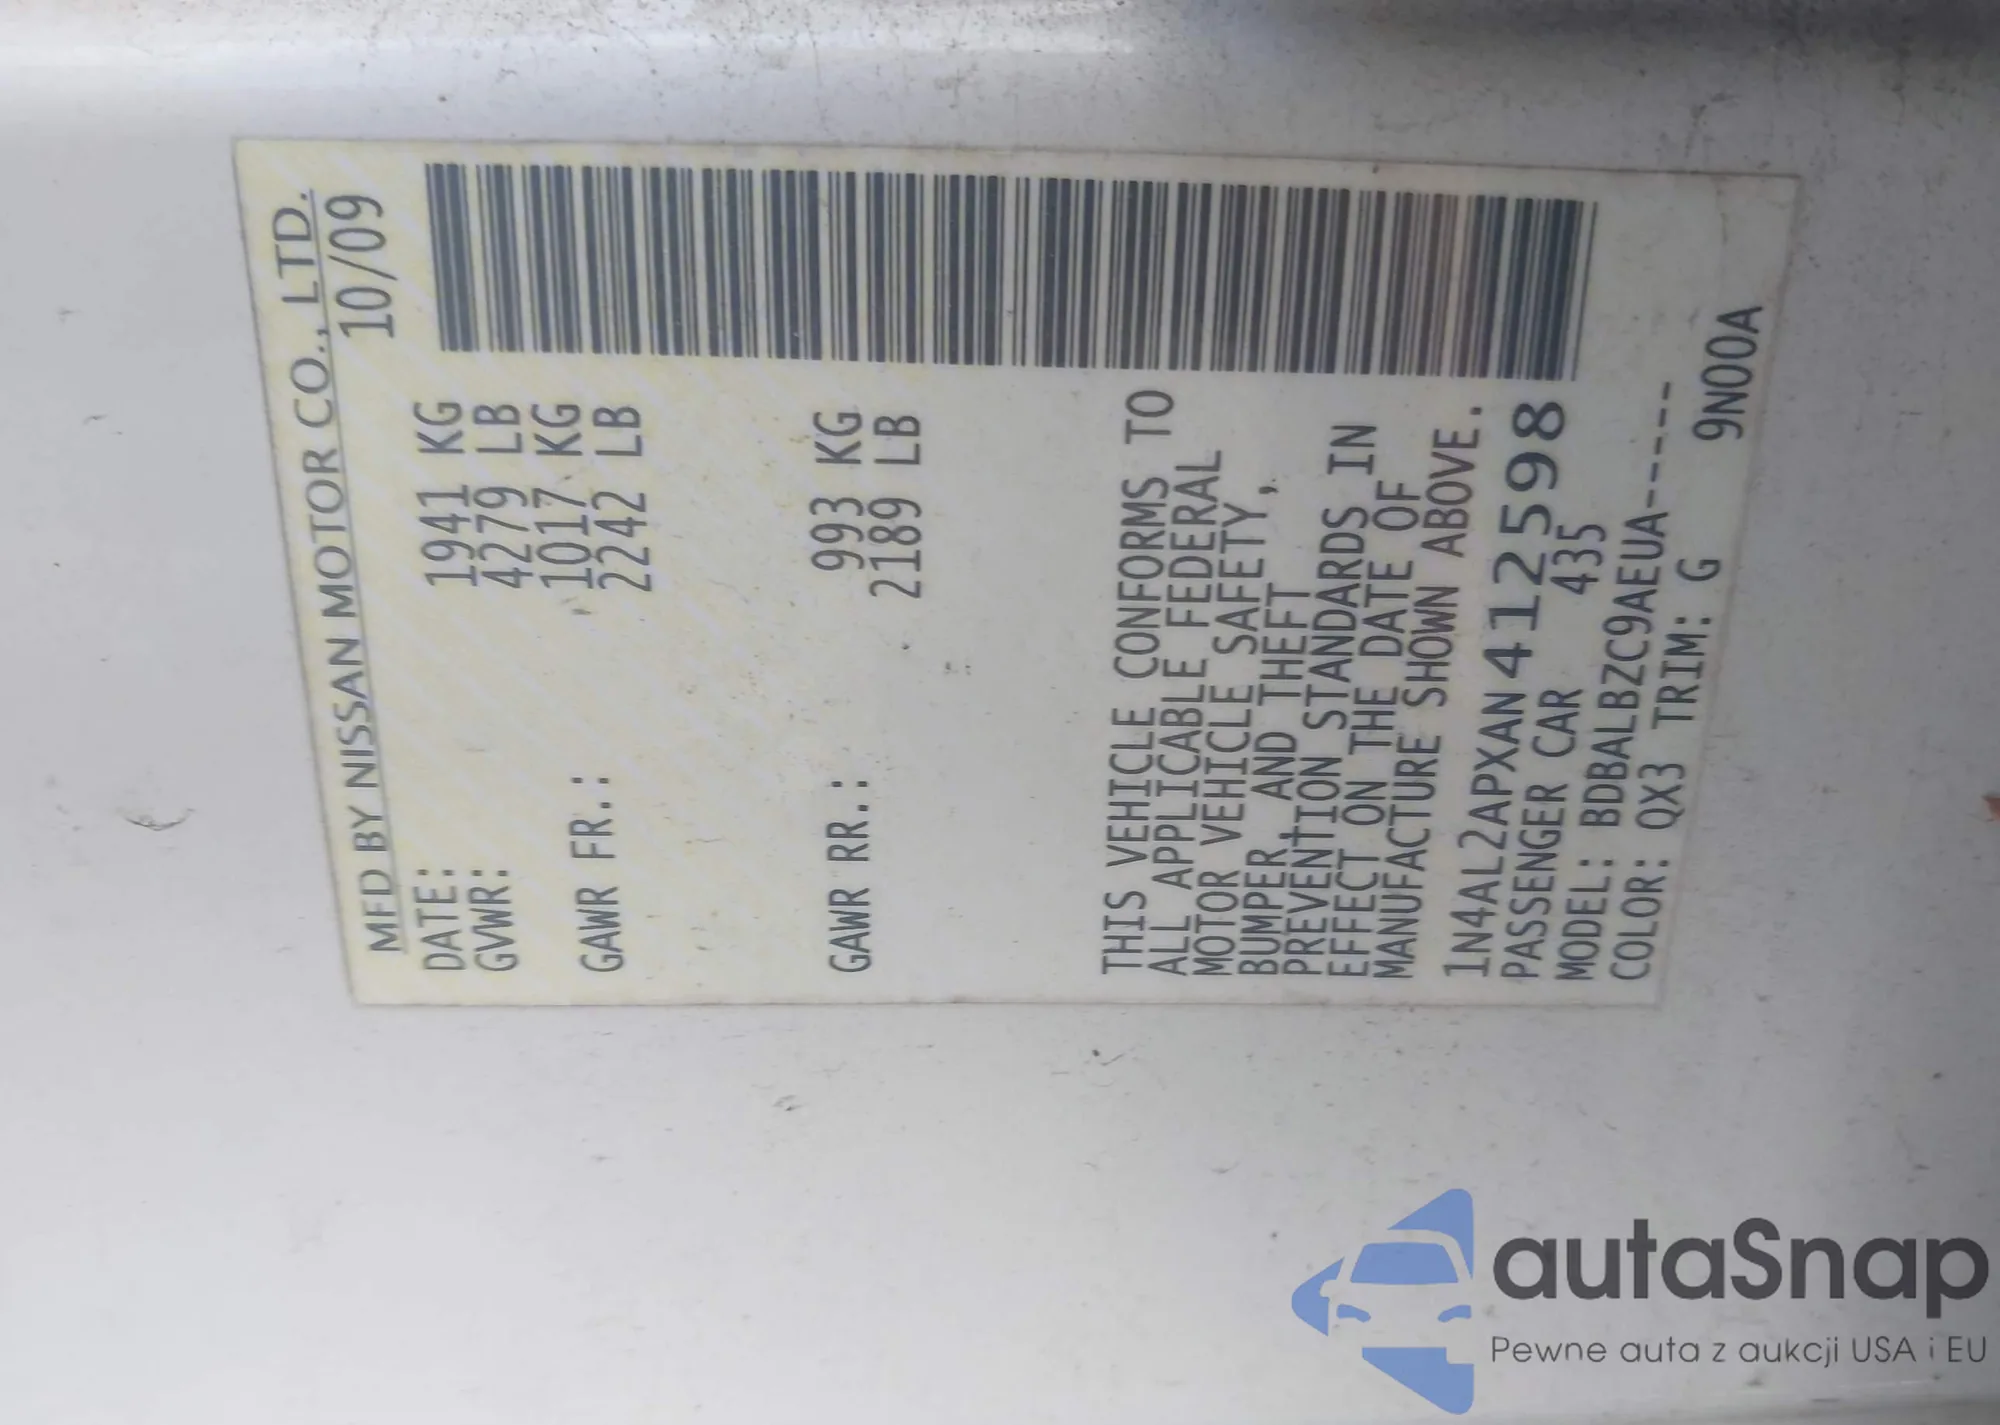 MFD BY NISSAN MOTOR CO., LTD.
DATE: 10/09
GVWR: 1941 KG
4279 LB
GAWR FR.: 1017 KG
2242 LB
GAWR RR.: 993 KG
2189 LB
THIS VEHICLE CONFORMS TO
ALL APPLICABLE FEDERAL
MOTOR VEHICLE SAFETY,
BUMPER, AND THEFT
PREVENTION STANDARDS IN
EFFECT ON THE DATE OF
MANUFACTURE SHOWN ABOVE.
1N4AL2APXAN412598
PASSENGER CAR 435
MODEL: BDBALBZC9AEUA-----
COLOR: QX3 TRIM: G 9N00A
autaSnap
Pewne auta z aukcji USA i EU